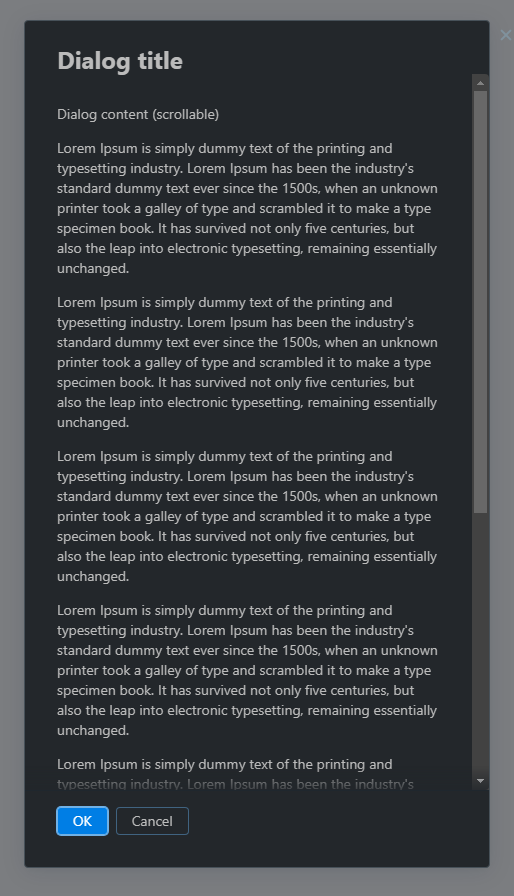 Dialog title
Dialog content (scrollable)
Lorem Ipsum is simply dummy text of the printing and
typesetting industry. Lorem Ipsum has been the industry's
standard dummy text ever since the 1500s, when an unknown
printer took a galley of type and scrambled it to make a type
specimen book. It has survived not only five centuries, but
also the leap into electronic typesetting, remaining essentially
unchanged.
Lorem Ipsum is simply dummy text of the printing and
typesetting industry. Lorem Ipsum has been the industry's
standard dummy text ever since the 1500s, when an unknown
printer took a galley of type and scrambled it to make a type
specimen book. It has survived not only five centuries, but
also the leap into electronic typesetting, remaining essentially
unchanged.
Lorem Ipsum is simply dummy text of the printing and
typesetting industry. Lorem Ipsum has been the industry's
standard dummy text ever since the 1500s, when an unknown
printer took a galley of type and scrambled it to make a type
specimen book. It has survived not only five centuries, but
also the leap into electronic typesetting, remaining essentially
unchanged.
Lorem Ipsum is simply dummy text of the printing and
typesetting industry. Lorem Ipsum has been the industry's
standard dummy text ever since the 1500s, when an unknown
printer took a galley of type and scrambled it to make a type
specimen book. It has survived not only five centuries, but
also the leap into electronic typesetting, remaining essentially
unchanged.
Lorem Ipsum is simply dummy text of the printing and
typesetting industry. Lorem Ipsum has been the industry's
OK Cancel